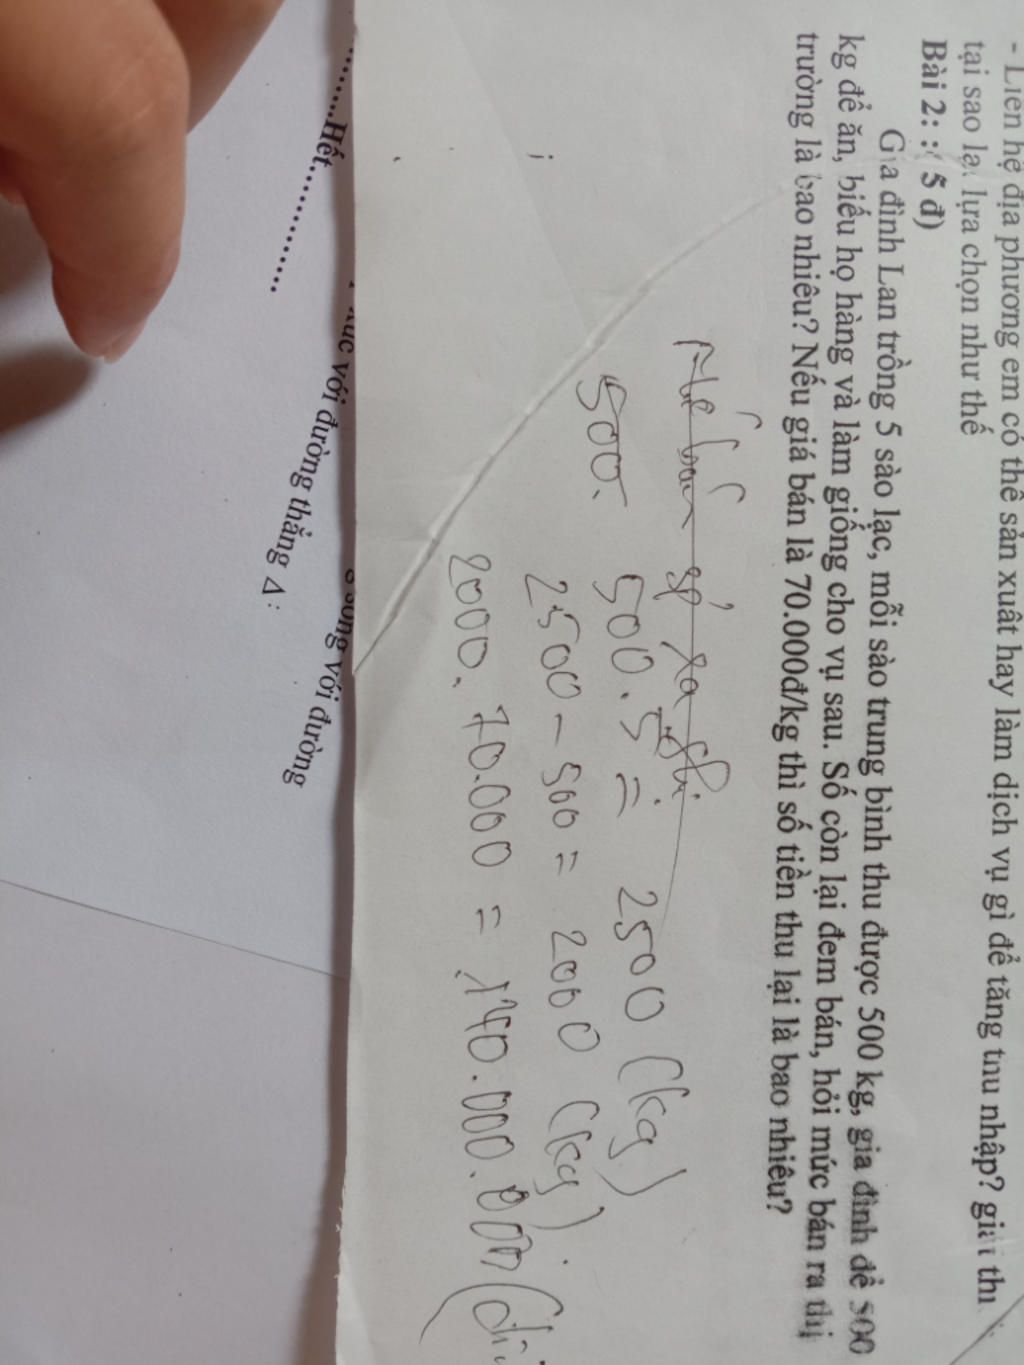 - Liên hệ địa phương em có thể sản xuất hay làm dịch vụ gì để tăng thu nhập? giải thí
tại sao lại lựa chọn như thế
Bài 2: : 5 đ)
Gia đình Lan trồng 5 sào lạc, mỗi sào trung bình thu được 500 kg, gia đình để 500
kg để ăn, biếu họ hàng và làm giống cho vụ sau. Số còn lại đem bán, hỏi mức bán ra thị
trường là bao nhiêu? Nếu giá bán là 70.000đ/kg thì số tiền thu lại là bao nhiêu?
500. 500.5 = 2500 (kg)
2500 - 500 = 2000 (kg)
2000. 70.000 = 140.000.000
.........Hết............
với đường thẳng Δ:
song với đường